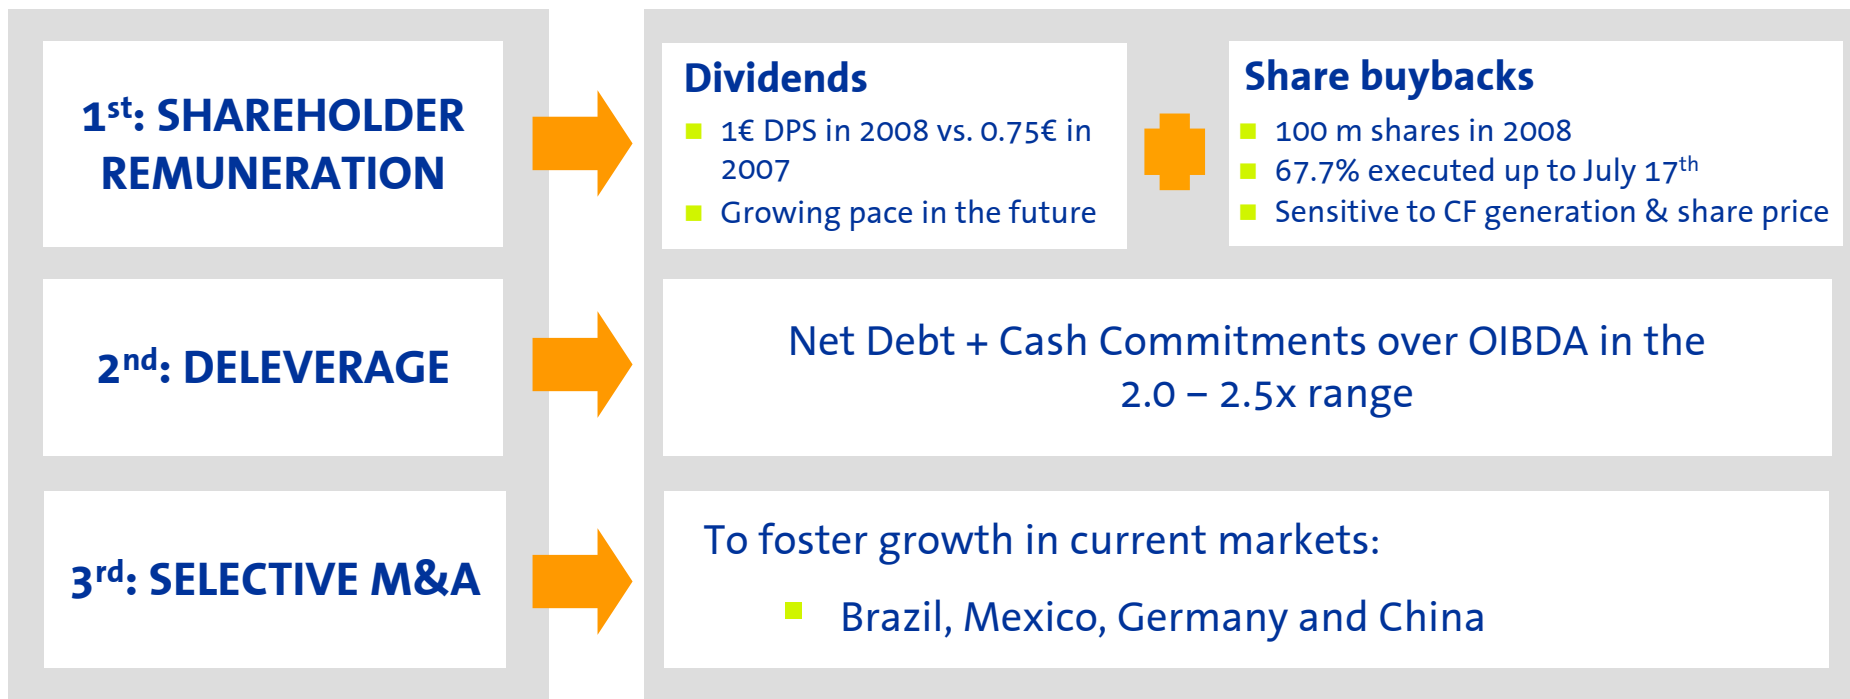 1st: SHAREHOLDER
REMUNERATION
Dividends
1€ DPS in 2008 vs. 0.75€ in
2007
Growing pace in the future
Share buybacks
100 m shares in 2008
67.7% executed up to July 17th
Sensitive to CF generation & share price
2nd: DELEVERAGE
Net Debt + Cash Commitments over OIBDA in the
2.0 – 2.5x range
3rd: SELECTIVE M&A
To foster growth in current markets:
Brazil, Mexico, Germany and China